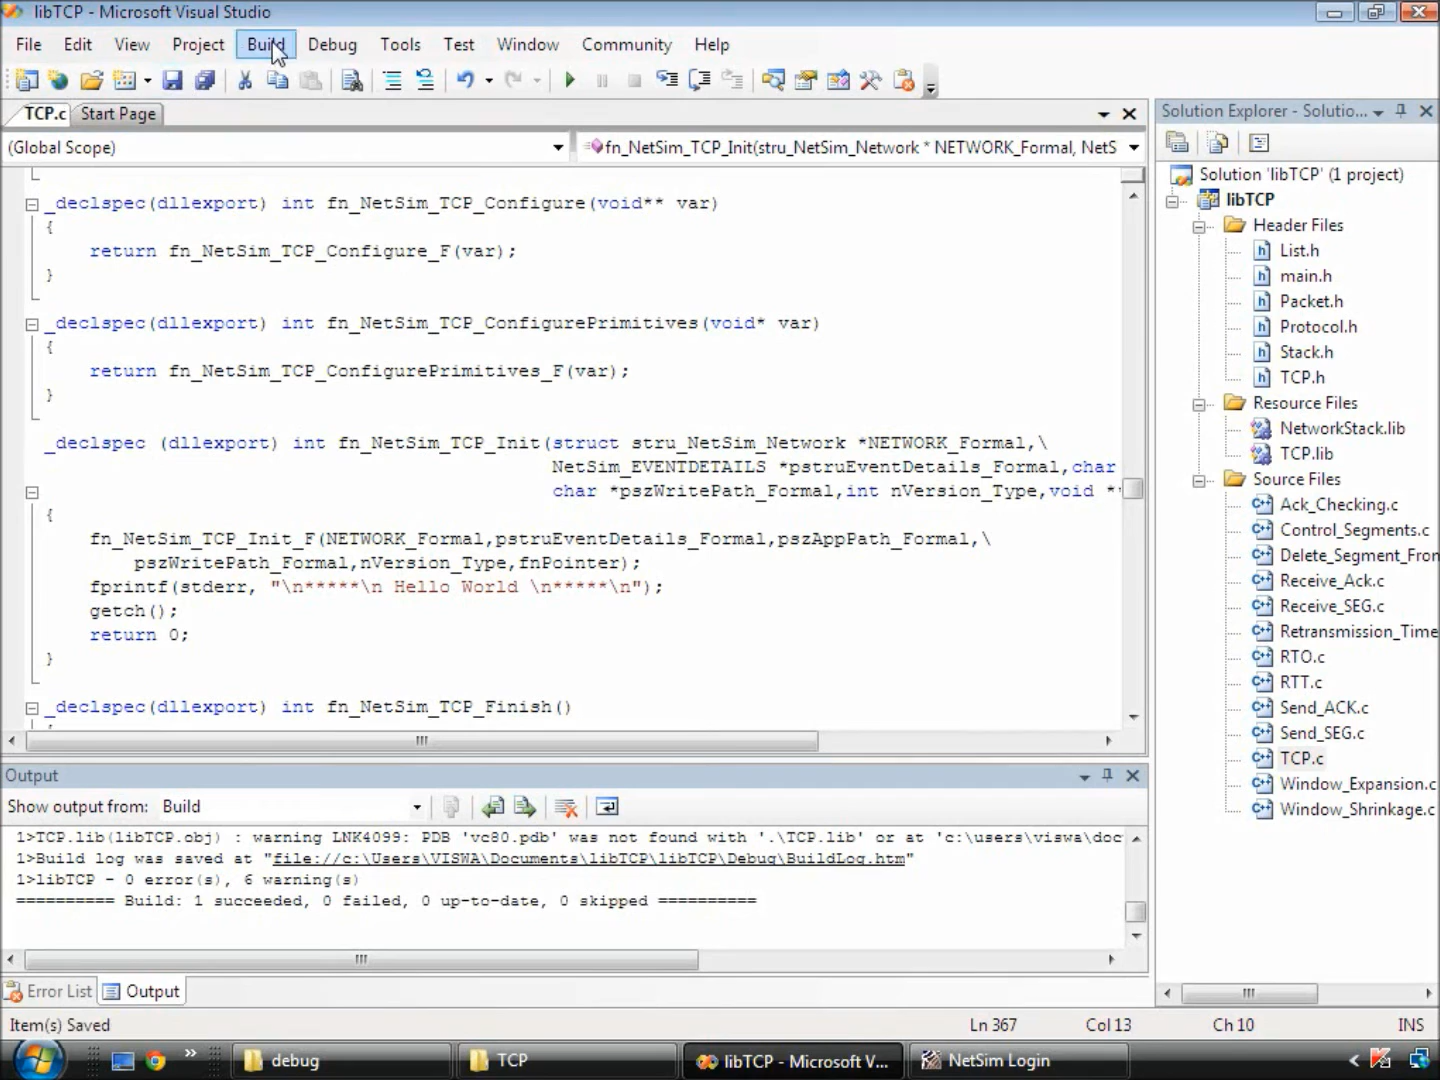 libTCP - Microsoft Visual Studio
File Edit View Project Build Debug Tools Test Window Community Help
TCP.c Start Page
(Global Scope) fn_NetSim_TCP_Init(stru_NetSim_Network * NETWORK_Formal, NetS
_declspec(dllexport) int fn_NetSim_TCP_Configure(void** var)
{
return fn_NetSim_TCP_Configure_F(var);
}
_declspec(dllexport) int fn_NetSim_TCP_ConfigurePrimitives(void* var)
{
return fn_NetSim_TCP_ConfigurePrimitives_F(var);
}
_declspec (dllexport) int fn_NetSim_TCP_Init(struct stru_NetSim_Network *NETWORK_Formal,\
NetSim_EVENTDETAILS *pstruEventDetails_Formal,char
char *pszWritePath_Formal,int nVersion_Type,void *
{
fn_NetSim_TCP_Init_F(NETWORK_Formal,pstruEventDetails_Formal,pszAppPath_Formal,\
pszWritePath_Formal,nVersion_Type,fnPointer);
fprintf(stderr, "\n*****\n Hello World \n*****\n");
getch();
return 0;
}
_declspec(dllexport) int fn_NetSim_TCP_Finish()
Solution Explorer - Solutio...
Solution 'libTCP' (1 project)
libTCP
Header Files
List.h
main.h
Packet.h
Protocol.h
Stack.h
TCP.h
Resource Files
NetworkStack.lib
TCP.lib
Source Files
Ack_Checking.c
Control_Segments.c
Delete_Segment_Fron
Receive_Ack.c
Receive_SEG.c
Retransmission_Time
RTO.c
RTT.c
Send_ACK.c
Send_SEG.c
TCP.c
Window_Expansion.c
Window_Shrinkage.c
Output
Show output from: Build
1>TCP.lib(libTCP.obj) : warning LNK4099: PDB 'vc80.pdb' was not found with '.\TCP.lib' or at 'c:\users\viswa\doc
1>Build log was saved at "file://c:\Users\VISWA\Documents\libTCP\libTCP\Debug\BuildLog.htm"
1>libTCP - 0 error(s), 6 warning(s)
========== Build: 1 succeeded, 0 failed, 0 up-to-date, 0 skipped ==========
Error List Output
Item(s) Saved Ln 367 Col 13 Ch 10 INS
debug TCP libTCP - Microsoft V... NetSim Login